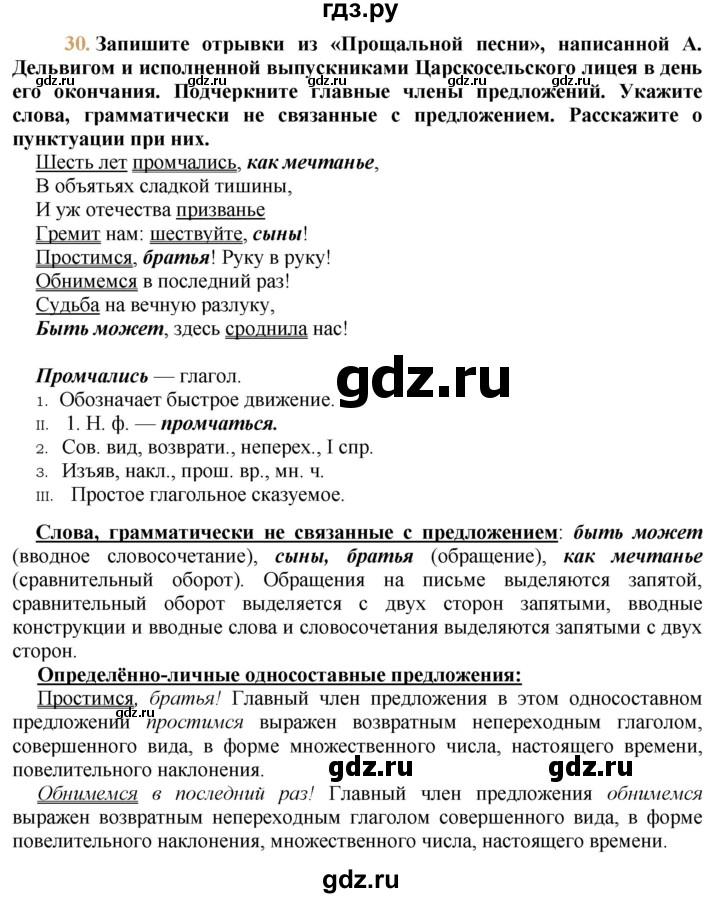 гдз.ру
30. Запишите отрывки из «Прощальной песни», написанной А.
Дельвигом и исполненной выпускниками Царскосельского лицея в день
его окончания. Подчеркните главные члены предложений. Укажите
слова, грамматически не связанные с предложением. Расскажите о
пунктуации при них.
Шесть лет промчались, как мечтанье,
В объятьях сладкой тишины,
И уж отечества призванье
Гремит нам: шествуйте, сыны!
Простимся, братья! Руку в руку!
Обнимемся в последний раз!
Судьба на вечную разлуку,
Быть может, здесь сроднила нас!
gdz.ru
Промчались — глагол.
1. Обозначает быстрое движение.
II. 1. Н. ф. — промчаться.
2. Сов. вид, возврати., неперех., I спр.
3. Изъяв, накл., прош. вр., мн. ч.
III. Простое глагольное сказуемое.
gdz.ru
Слова, грамматически не связанные с предложением: быть может
(вводное словосочетание), сыны, братья (обращение), как мечтанье
(сравнительный оборот). Обращения на письме выделяются запятой,
сравнительный оборот выделяется с двух сторон запятыми, вводные
конструкции и вводные слова и словосочетания выделяются запятыми с двух
сторон.
Определённо-личные односоставные предложения:
Простимся, братья! Главный член предложения в этом односоставном
gdz.ru
предложении простимся выражен возвратным непереходным глаголом,
совершенного вида, в форме множественного числа, настоящего времени,
повелительного наклонения.
gdz.ru
gdz.ru
Обнимемся в последний раз! Главный член предложения обнимемся
выражен возвратным непереходным глаголом совершенного вида, в форме
повелительного наклонения, множественного числа, настоящего времени.
gdz.ru